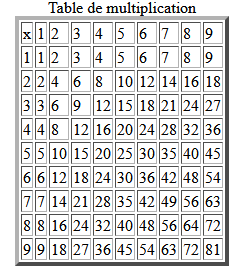 Table de multiplication
x 1 2 3 4 5 6 7 8 9
1 1 2 3 4 5 6 7 8 9
2 2 4 6 8 10 12 14 16 18
3 3 6 9 12 15 18 21 24 27
4 4 8 12 16 20 24 28 32 36
5 5 10 15 20 25 30 35 40 45
6 6 12 18 24 30 36 42 48 54
7 7 14 21 28 35 42 49 56 63
8 8 16 24 32 40 48 56 64 72
9 9 18 27 36 45 54 63 72 81